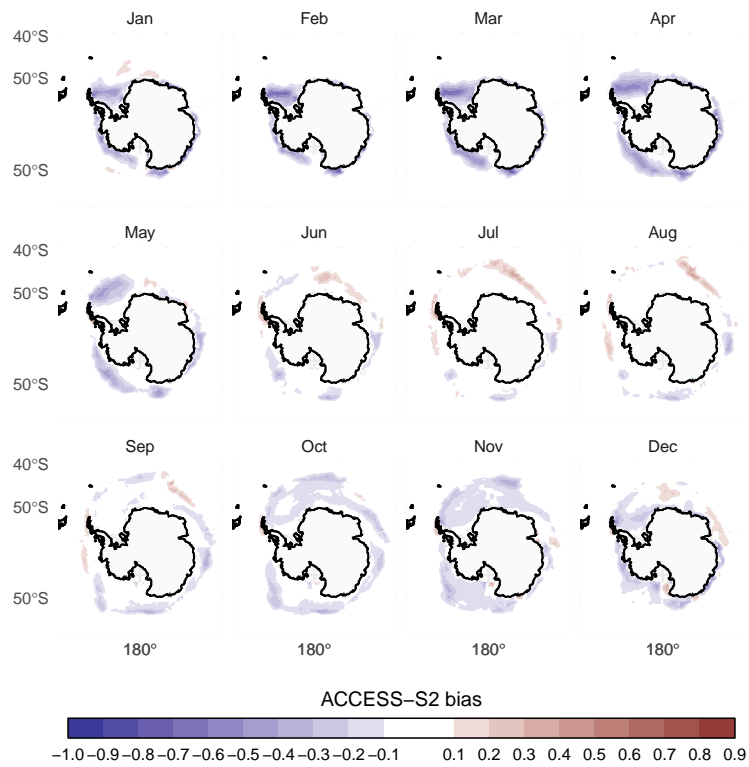 Jan Feb Mar Apr
40°S
50°S
50°S
May Jun Jul Aug
40°S
50°S
50°S
Sep Oct Nov Dec
40°S
50°S
50°S
180° 180° 180° 180°
ACCESS−S2 bias
−1.0 −0.9 −0.8 −0.7 −0.6 −0.5 −0.4 −0.3 −0.2 −0.1 0.1 0.2 0.3 0.4 0.5 0.6 0.7 0.8 0.9